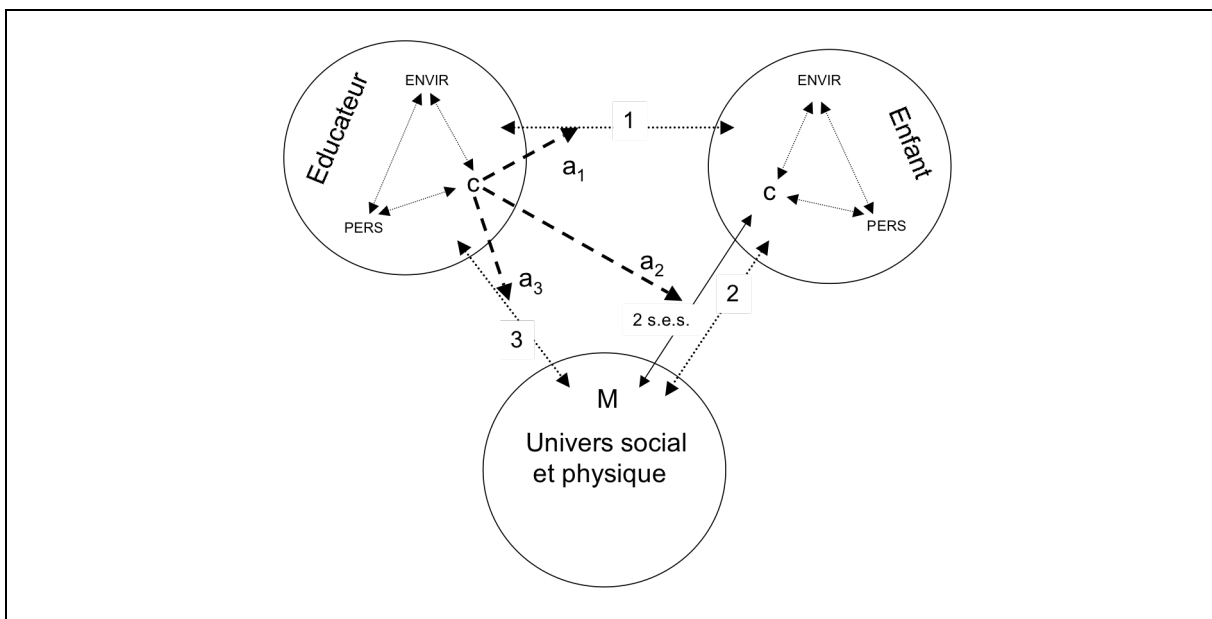 Educateur
ENVIR
c
PERS
1
a1
a2
a3
ENVIR
Enfant
c
PERS
2
2 s.e.s.
3
M
Univers social
et physique